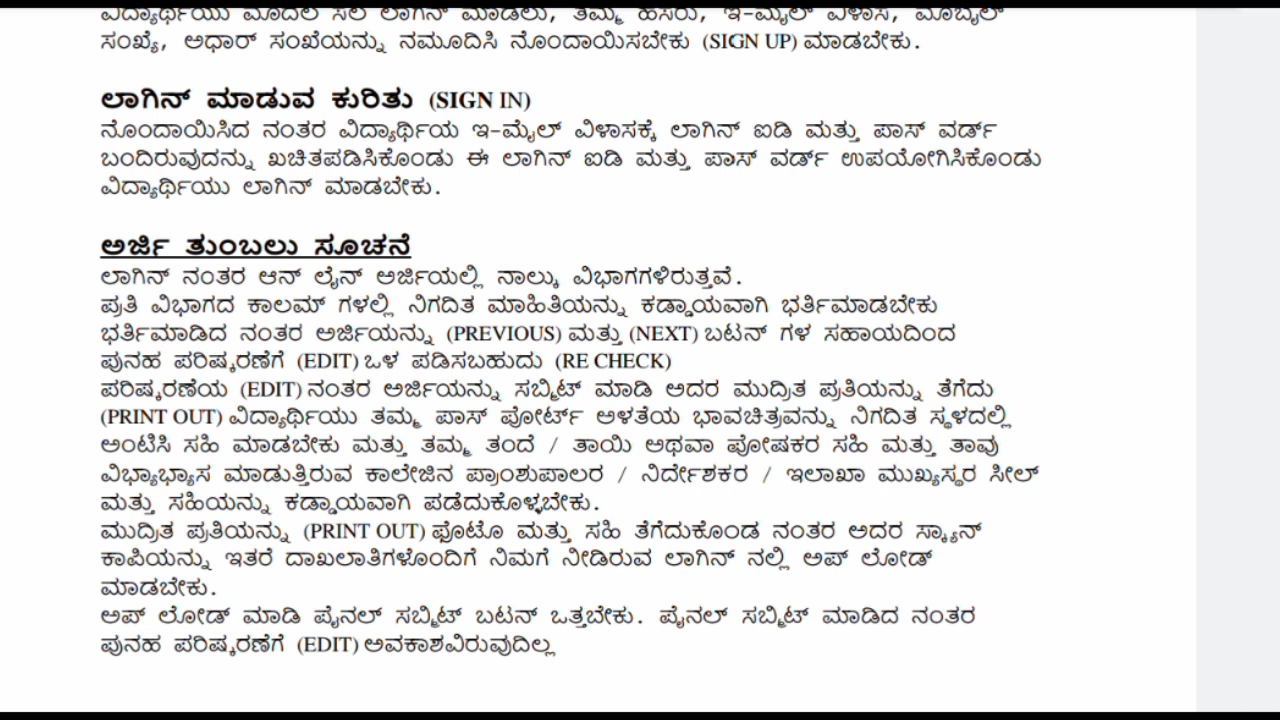 ವಿದ್ಯಾರ್ಥಿಯು ಮೊದಲ ಸಲ ಲಾಗಿನ್ ಮಾಡಲು, ತಮ್ಮ ಹೆಸರು, ಇ-ಮೈಲ್ ವಿಳಾಸ, ಮೊಬೈಲ್
ಸಂಖ್ಯೆ, ಅಧಾರ್ ಸಂಖೆಯನ್ನು ನಮೂದಿಸಿ ನೊಂದಾಯಿಸಬೇಕು (SIGN UP) ಮಾಡಬೇಕು.
ಲಾಗಿನ್ ಮಾಡುವ ಕುರಿತು (SIGN IN)
ನೊಂದಾಯಿಸಿದ ನಂತರ ವಿದ್ಯಾರ್ಥಿಯ ಇ-ಮೈಲ್ ವಿಳಾಸಕ್ಕೆ ಲಾಗಿನ್ ಐಡಿ ಮತ್ತು ಪಾಸ್ ವರ್ಡ್
ಬಂದಿರುವುದನ್ನು ಖಚಿತಪಡಿಸಿಕೊಂಡು ಈ ಲಾಗಿನ್ ಐಡಿ ಮತ್ತು ಪಾಸ್ ವರ್ಡ್ ಉಪಯೋಗಿಸಿಕೊಂಡು
ವಿದ್ಯಾರ್ಥಿಯು ಲಾಗಿನ್ ಮಾಡಬೇಕು.
ಅರ್ಜಿ ತುಂಬಲು ಸೂಚನೆ
ಲಾಗಿನ್ ನಂತರ ಆನ್ ಲೈನ್ ಅರ್ಜಿಯಲ್ಲಿ ನಾಲ್ಕು ವಿಭಾಗಗಳಿರುತ್ತವೆ.
ಪ್ರತಿ ವಿಭಾಗದ ಕಾಲಮ್ ಗಳಲ್ಲಿ ನಿಗದಿತ ಮಾಹಿತಿಯನ್ನು ಕಡ್ಡಾಯವಾಗಿ ಭರ್ತಿಮಾಡಬೇಕು
ಭರ್ತಿಮಾಡಿದ ನಂತರ ಅರ್ಜಿಯನ್ನು (PREVIOUS) ಮತ್ತು (NEXT) ಬಟನ್ ಗಳ ಸಹಾಯದಿಂದ
ಪುನಹ ಪರಿಷ್ಕರಣೆಗೆ (EDIT) ಒಳ ಪಡಿಸಬಹುದು (RE CHECK)
ಪರಿಷ್ಕರಣೆಯ (EDIT) ನಂತರ ಅರ್ಜಿಯನ್ನು ಸಬ್ಮಿಟ್ ಮಾಡಿ ಅದರ ಮುದ್ರಿತ ಪ್ರತಿಯನ್ನು ತೆಗೆದು
(PRINT OUT) ವಿದ್ಯಾರ್ಥಿಯು ತಮ್ಮ ಪಾಸ್ ಪೋರ್ಟ್ ಅಳತೆಯ ಭಾವಚಿತ್ರವನ್ನು ನಿಗದಿತ ಸ್ಥಳದಲ್ಲಿ
ಅಂಟಿಸಿ ಸಹಿ ಮಾಡಬೇಕು ಮತ್ತು ತಮ್ಮ ತಂದೆ / ತಾಯಿ ಅಥವಾ ಪೋಷಕರ ಸಹಿ ಮತ್ತು ತಾವು
ವಿಭ್ಯಾಭ್ಯಾಸ ಮಾಡುತ್ತಿರುವ ಕಾಲೇಜಿನ ಪ್ರಾಂಶುಪಾಲರ / ನಿರ್ದೇಶಕರ / ಇಲಾಖಾ ಮುಖ್ಯಸ್ಥರ ಸೀಲ್
ಮತ್ತು ಸಹಿಯನ್ನು ಕಡ್ಡಾಯವಾಗಿ ಪಡೆದುಕೊಳ್ಳಬೇಕು.
ಮುದ್ರಿತ ಪ್ರತಿಯನ್ನು (PRINT OUT) ಫೊಟೊ ಮತ್ತು ಸಹಿ ತೆಗೆದುಕೊಂಡ ನಂತರ ಅದರ ಸ್ಕ್ಯಾನ್
ಕಾಪಿಯನ್ನು ಇತರೆ ದಾಖಲಾತಿಗಳೊಂದಿಗೆ ನಿಮಗೆ ನೀಡಿರುವ ಲಾಗಿನ್ ನಲ್ಲಿ ಅಪ್ ಲೋಡ್
ಮಾಡಬೇಕು.
ಅಪ್ ಲೋಡ್ ಮಾಡಿ ಫೈನಲ್ ಸಬ್ಮಿಟ್ ಬಟನ್ ಒತ್ತಬೇಕು. ಫೈನಲ್ ಸಬ್ಮಿಟ್ ಮಾಡಿದ ನಂತರ
ಪುನಹ ಪರಿಷ್ಕರಣೆಗೆ (EDIT) ಅವಕಾಶವಿರುವುದಿಲ್ಲ